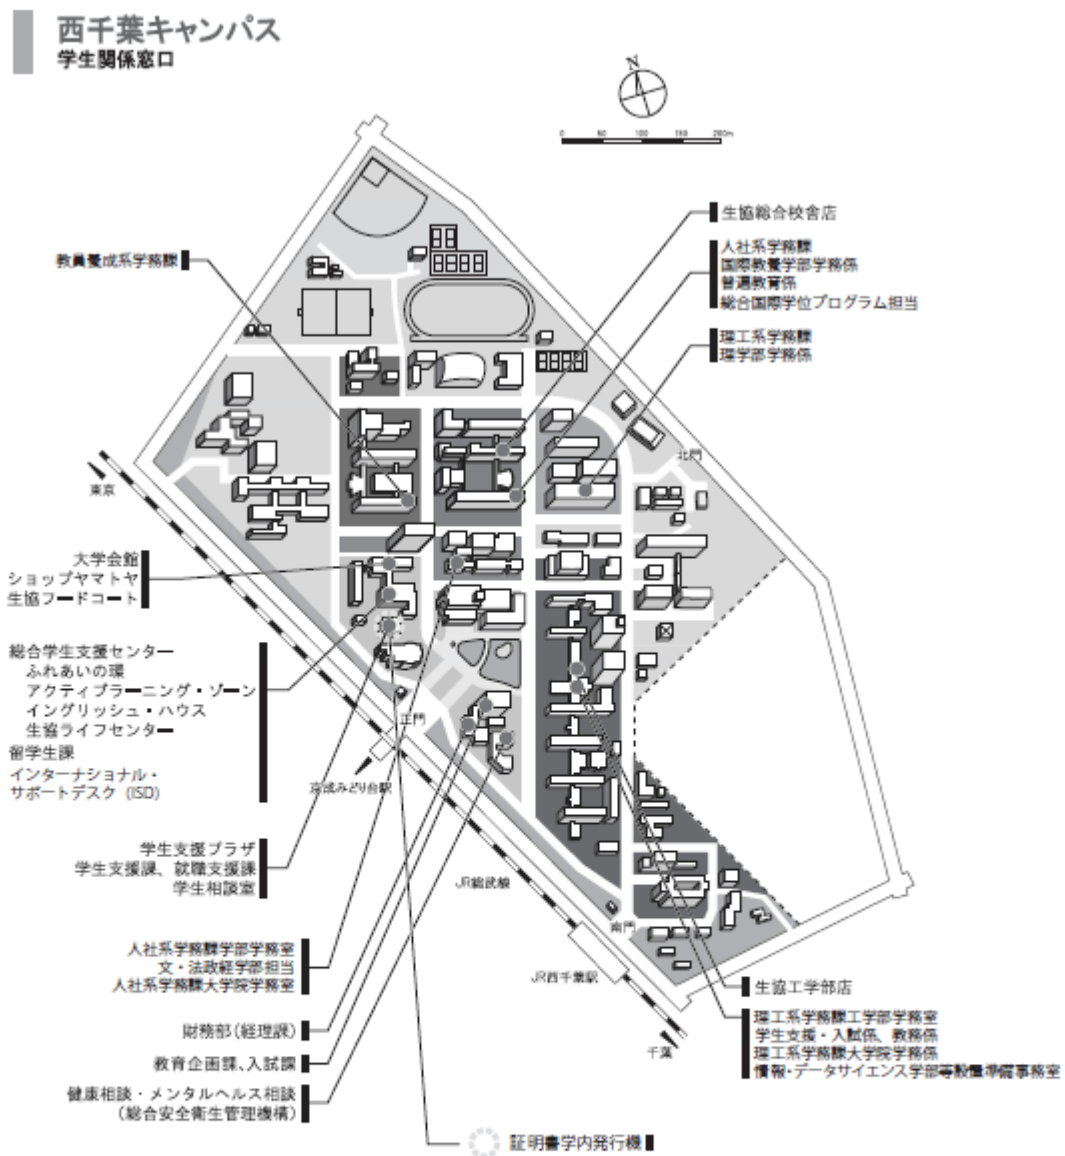 西千葉キャンパス
学生関係窓口
N
0 50 100 150 200m
生協総合校舎店
人社系学務課
国際教養学部学務係
普遍教育係
総合国際学位プログラム担当
教員養成系学務課
理工系学務課
理学部学務係
北門
東京
大学会館
ショップヤマトヤ
生協フードコート
総合学生支援センター
ふれあいの環
アクティブラーニング・ゾーン
イングリッシュ・ハウス
生協ライフセンター
留学生課
インターナショナル・
サポートデスク (ISD)
正門
京成みどり台駅
学生支援プラザ
学生支援課、就職支援課
学生相談室
JR総武線
南門
人社系学務課学部学務室
文・法政経学部担当
人社系学務課大学院学務室
JR西千葉駅
生協工学部店
財務部(経理課)
理工系学務課工学部学務室
学生支援・入試係、教務係
理工系学務課大学院学務係
情報・データサイエンス学部等設置準備事務室
千葉
教育企画課、入試課
健康相談・メンタルヘルス相談
(総合安全衛生管理機構)
証明書学内発行機